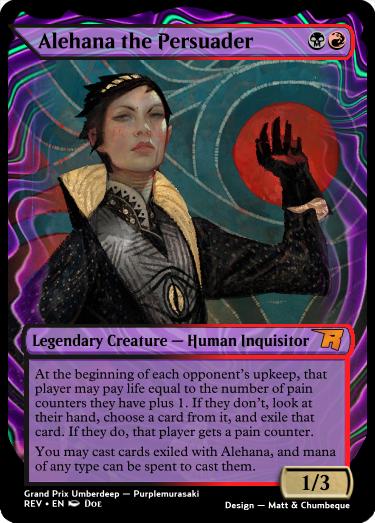 Alehana the Persuader
Legendary Creature — Human Inquisitor
At the beginning of each opponent's upkeep, that
player may pay life equal to the number of pain
counters they have plus 1. If they don't, look at
their hand, choose a card from it, and exile that
card. If they do, that player gets a pain counter.
You may cast cards exiled with Alehana, and mana
of any type can be spent to cast them.
1/3
Grand Prix Umberdeep — Purplemurasaki
REV • EN DOE
Design — Matt & Chumbeque